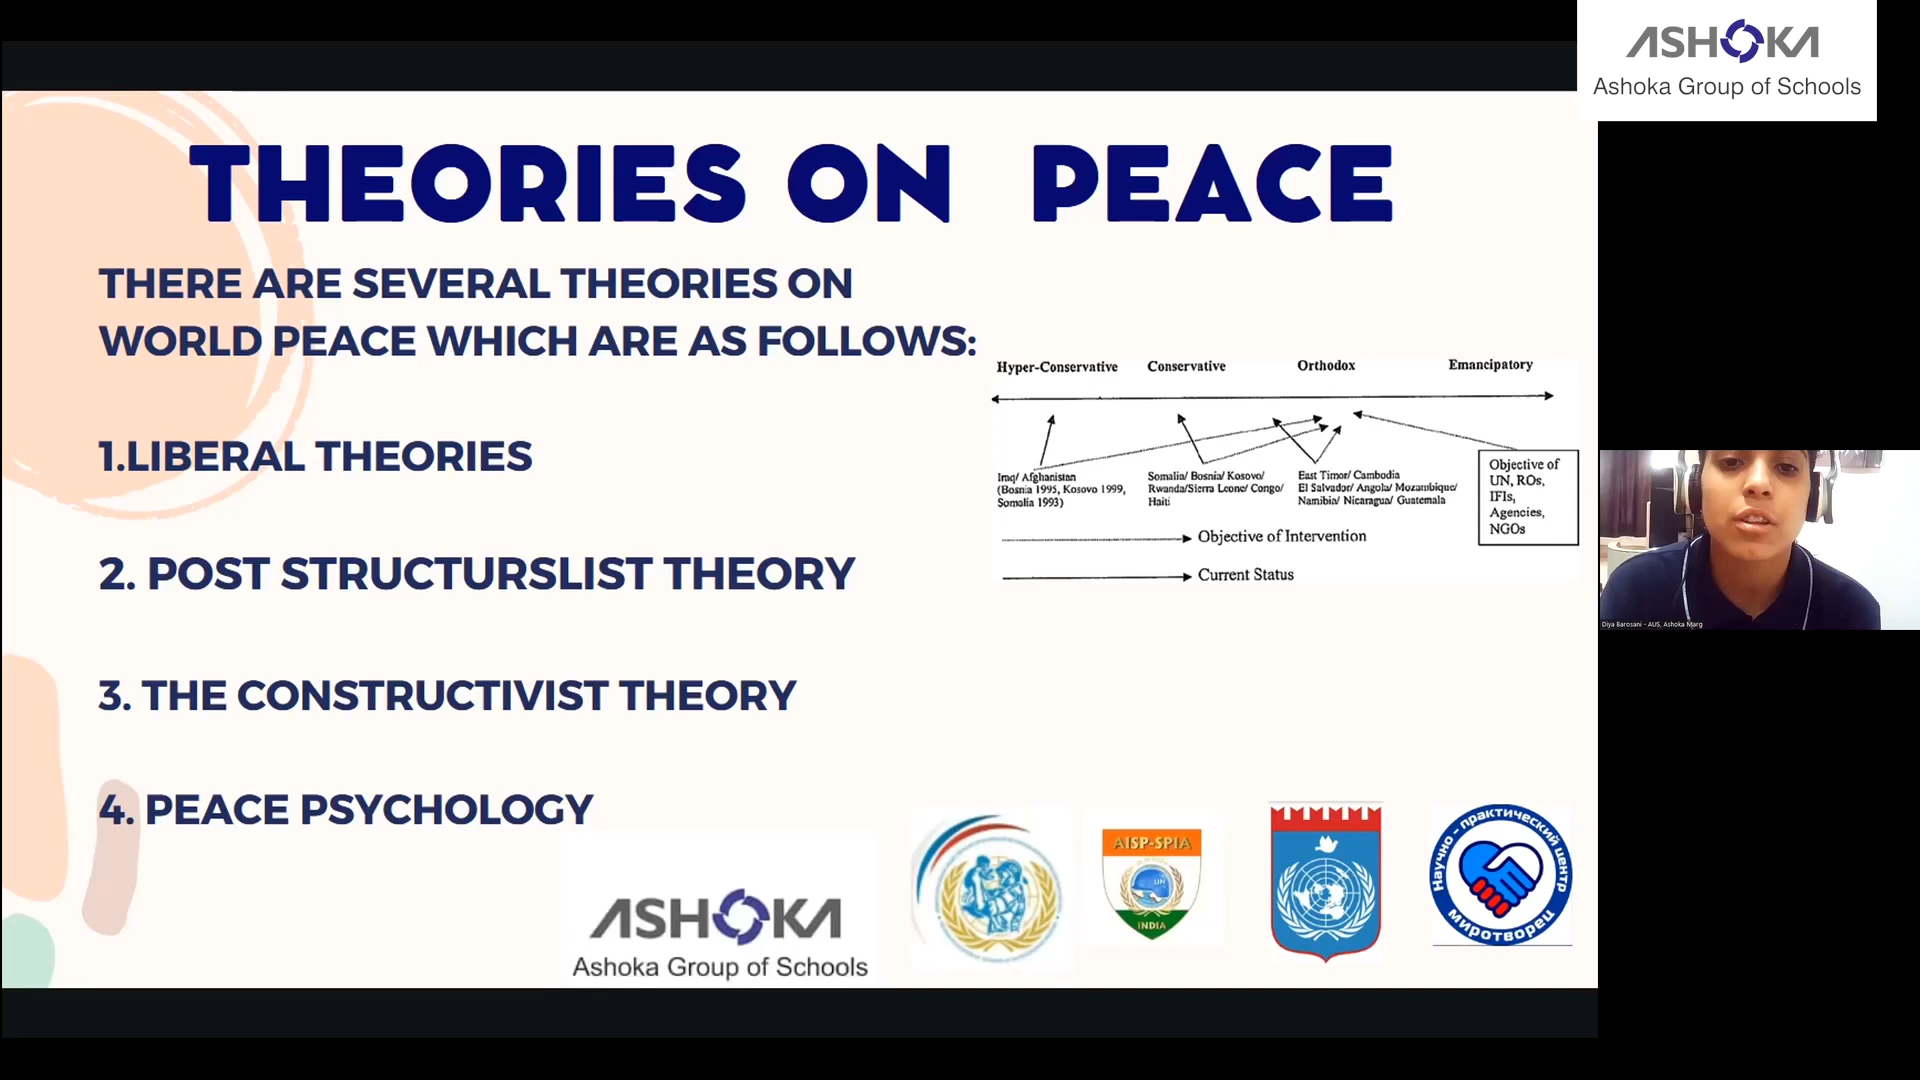 ASHOKA
Ashoka Group of Schools
THEORIES ON PEACE
THERE ARE SEVERAL THEORIES ON
WORLD PEACE WHICH ARE AS FOLLOWS:
1.LIBERAL THEORIES
2. POST STRUCTURSLIST THEORY
3. THE CONSTRUCTIVIST THEORY
4. PEACE PSYCHOLOGY
Hyper-Conservative Conservative Orthodox Emancipatory
Iraq/ Afghanistan
(Bosnia 1995, Kosovo 1999,
Somalia 1993)
Somalia/ Bosnia/ Kosovo/
Rwanda/Sierra Leone/ Congo/
Haiti
East Timor/ Cambodia
El Salvador/ Angola/ Mozambique/
Namibia/ Nicaragua/ Guatemala
Objective of
UN, ROs,
IFIs,
Agencies,
NGOs
Objective of Intervention
Current Status
Diya Barosani - AUS, Ashoka Marg
ASHOKA
Ashoka Group of Schools
AISP-SPIA
UN
INDIA
Научно - практический центр
миротворец